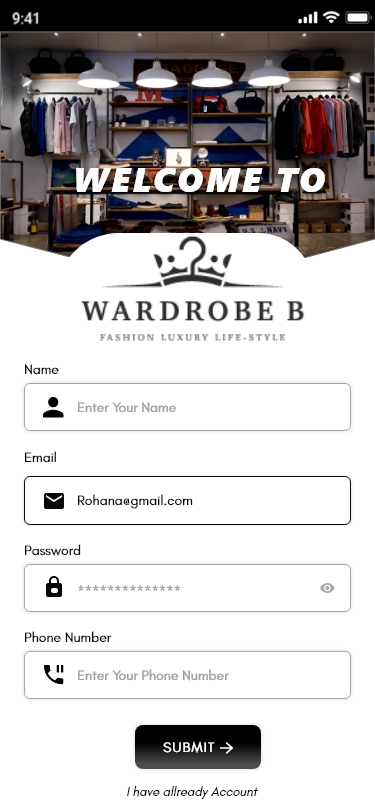 9:41
WELCOME TO
WARDROBE B
FASHION LUXURY LIFE-STYLE
Name
Enter Your Name
Email
Rohana@gmail.com
Password
**************
Phone Number
Enter Your Phone Number
SUBMIT →
I have allready Account